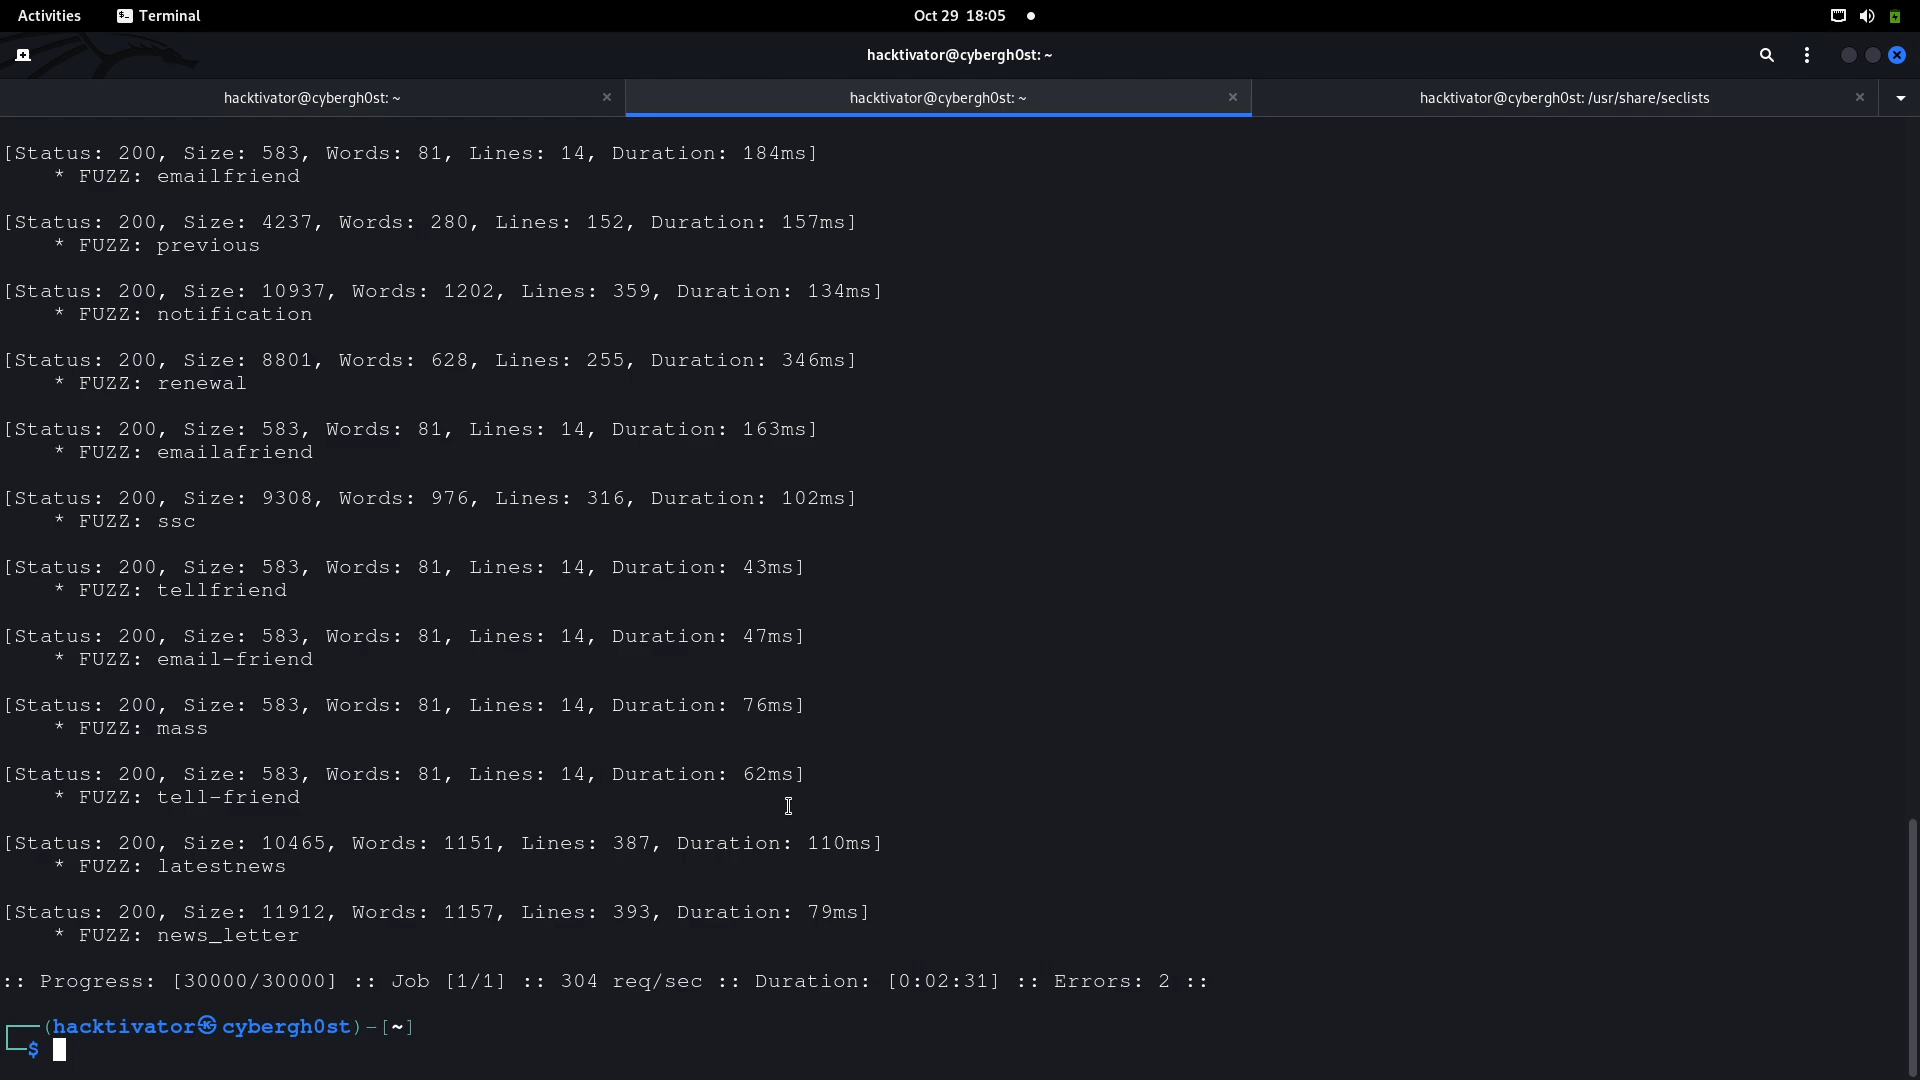 Activities Terminal Oct 29 18:05
hacktivator@cybergh0st: ~
hacktivator@cybergh0st: ~ hacktivator@cybergh0st: ~ hacktivator@cybergh0st: /usr/share/seclists
[Status: 200, Size: 583, Words: 81, Lines: 14, Duration: 184ms]
* FUZZ: emailfriend
[Status: 200, Size: 4237, Words: 280, Lines: 152, Duration: 157ms]
* FUZZ: previous
[Status: 200, Size: 10937, Words: 1202, Lines: 359, Duration: 134ms]
* FUZZ: notification
[Status: 200, Size: 8801, Words: 628, Lines: 255, Duration: 346ms]
* FUZZ: renewal
[Status: 200, Size: 583, Words: 81, Lines: 14, Duration: 163ms]
* FUZZ: emailafriend
[Status: 200, Size: 9308, Words: 976, Lines: 316, Duration: 102ms]
* FUZZ: ssc
[Status: 200, Size: 583, Words: 81, Lines: 14, Duration: 43ms]
* FUZZ: tellfriend
[Status: 200, Size: 583, Words: 81, Lines: 14, Duration: 47ms]
* FUZZ: email-friend
[Status: 200, Size: 583, Words: 81, Lines: 14, Duration: 76ms]
* FUZZ: mass
[Status: 200, Size: 583, Words: 81, Lines: 14, Duration: 62ms]
* FUZZ: tell-friend
[Status: 200, Size: 10465, Words: 1151, Lines: 387, Duration: 110ms]
* FUZZ: latestnews
[Status: 200, Size: 11912, Words: 1157, Lines: 393, Duration: 79ms]
* FUZZ: news_letter
:: Progress: [30000/30000] :: Job [1/1] :: 304 req/sec :: Duration: [0:02:31] :: Errors: 2 ::
┌──(hacktivator㉿cybergh0st)-[~]
└─$